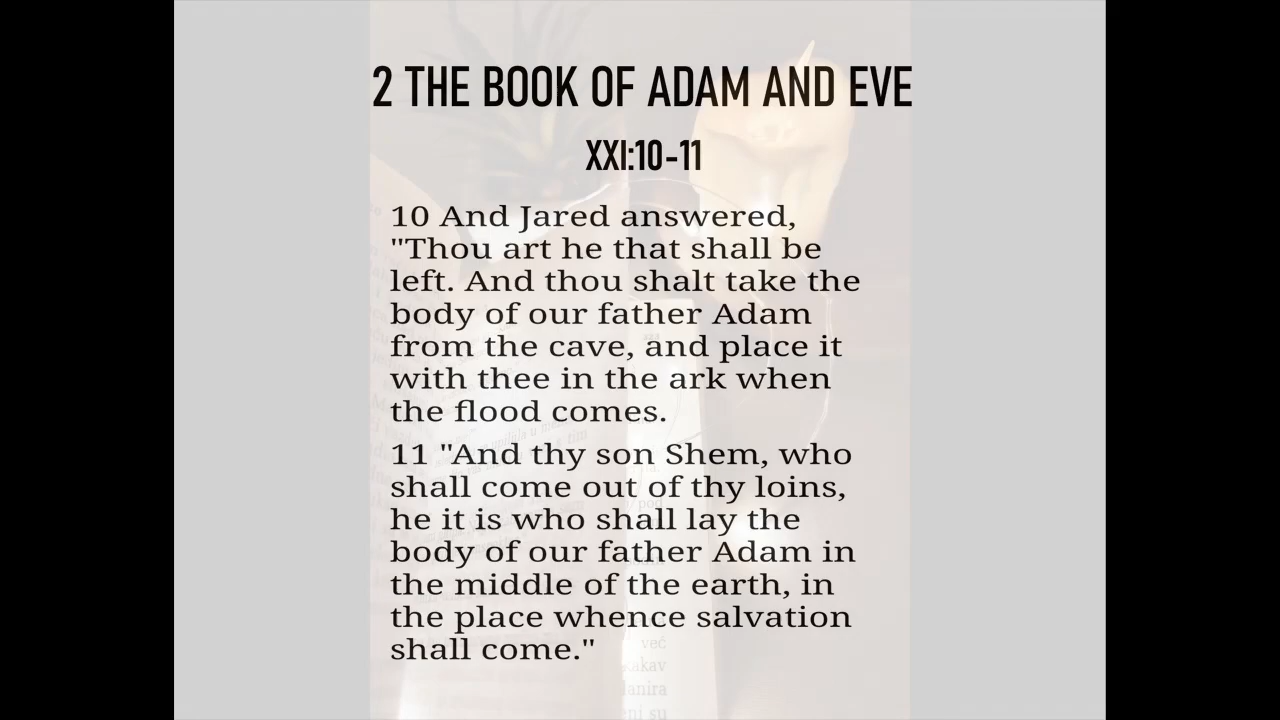 2 THE BOOK OF ADAM AND EVE
XXI:10-11
10 And Jared answered,
"Thou art he that shall be
left. And thou shalt take the
body of our father Adam
from the cave, and place it
with thee in the ark when
the flood comes.
11 "And thy son Shem, who
shall come out of thy loins,
he it is who shall lay the
body of our father Adam in
the middle of the earth, in
the place whence salvation
shall come."
već
kakav
su